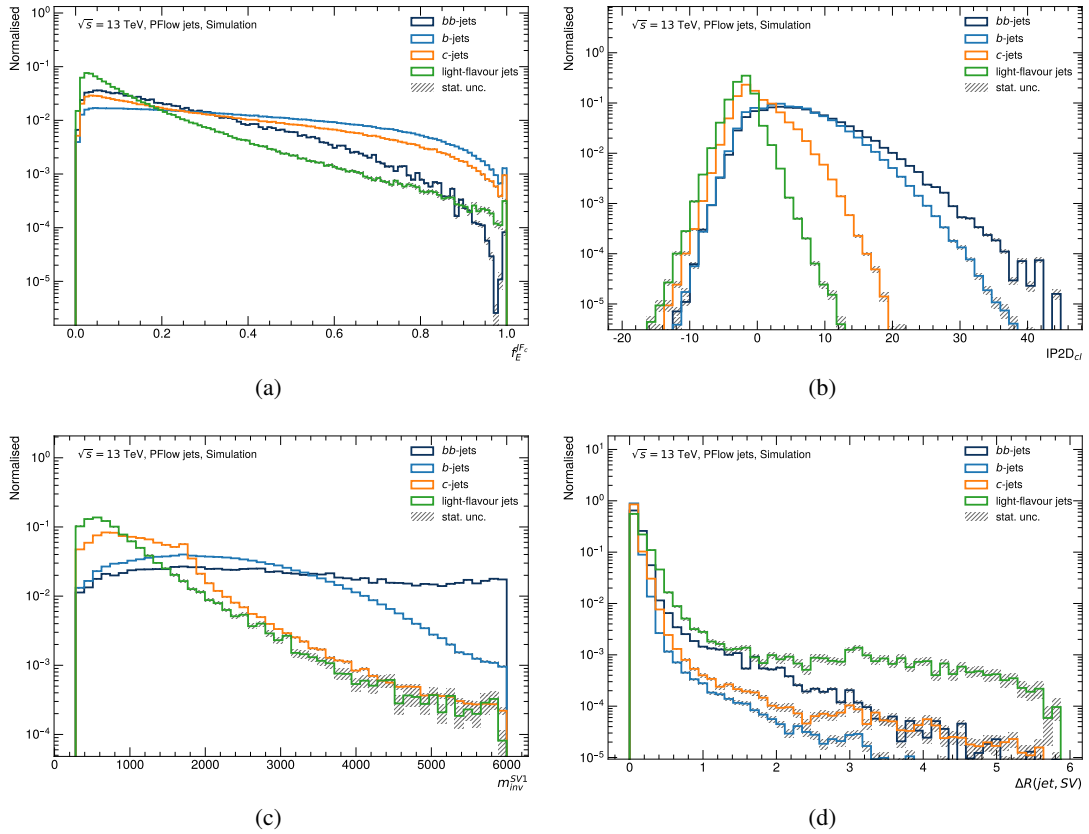 Normalised
10⁰
10⁻¹
10⁻²
10⁻³
10⁻⁴
10⁻⁵
√s = 13 TeV, PFlow jets, Simulation
bb-jets
b-jets
c-jets
light-flavour jets
stat. unc.
0.0 0.2 0.4 0.6 0.8 1.0
f_E^{JF_c}
(a)
Normalised
10⁰
10⁻¹
10⁻²
10⁻³
10⁻⁴
10⁻⁵
√s = 13 TeV, PFlow jets, Simulation
bb-jets
b-jets
c-jets
light-flavour jets
stat. unc.
-20 -10 0 10 20 30 40
IP2D_{cl}
(b)
Normalised
10⁰
10⁻¹
10⁻²
10⁻³
10⁻⁴
√s = 13 TeV, PFlow jets, Simulation
bb-jets
b-jets
c-jets
light-flavour jets
stat. unc.
0 1000 2000 3000 4000 5000 6000
m_{inv}^{SV1}
(c)
Normalised
10¹
10⁰
10⁻¹
10⁻²
10⁻³
10⁻⁴
10⁻⁵
√s = 13 TeV, PFlow jets, Simulation
bb-jets
b-jets
c-jets
light-flavour jets
stat. unc.
0 1 2 3 4 5 6
ΔR(jet, SV)
(d)